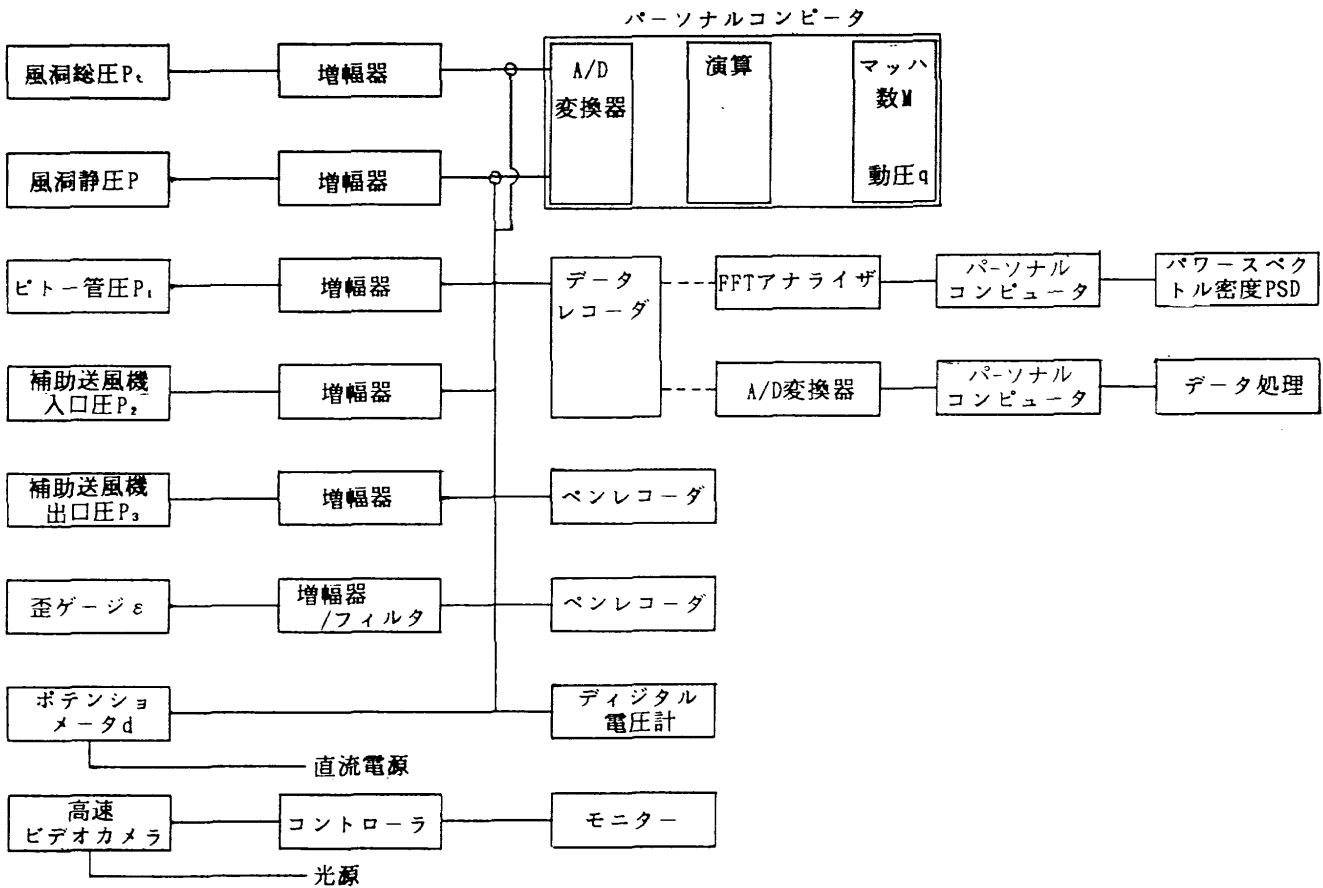 パーソナルコンピータ
風洞総圧Pt
増幅器
A/D
変換器
演算
マッハ
数M
動圧q
風洞静圧P
増幅器
ピトー管圧P₁
増幅器
データ
レコーダ
FFTアナライザ
パーソナル
コンピュータ
パワースペク
トル密度PSD
補助送風機
入口圧P₂
増幅器
A/D変換器
パーソナル
コンピュータ
データ処理
補助送風機
出口圧P₃
増幅器
ペンレコーダ
歪ゲージε
増幅器
/フィルタ
ペンレコーダ
ポテンショ
メータd
ディジタル
電圧計
直流電源
高速
ビデオカメラ
コントローラ
モニター
光源